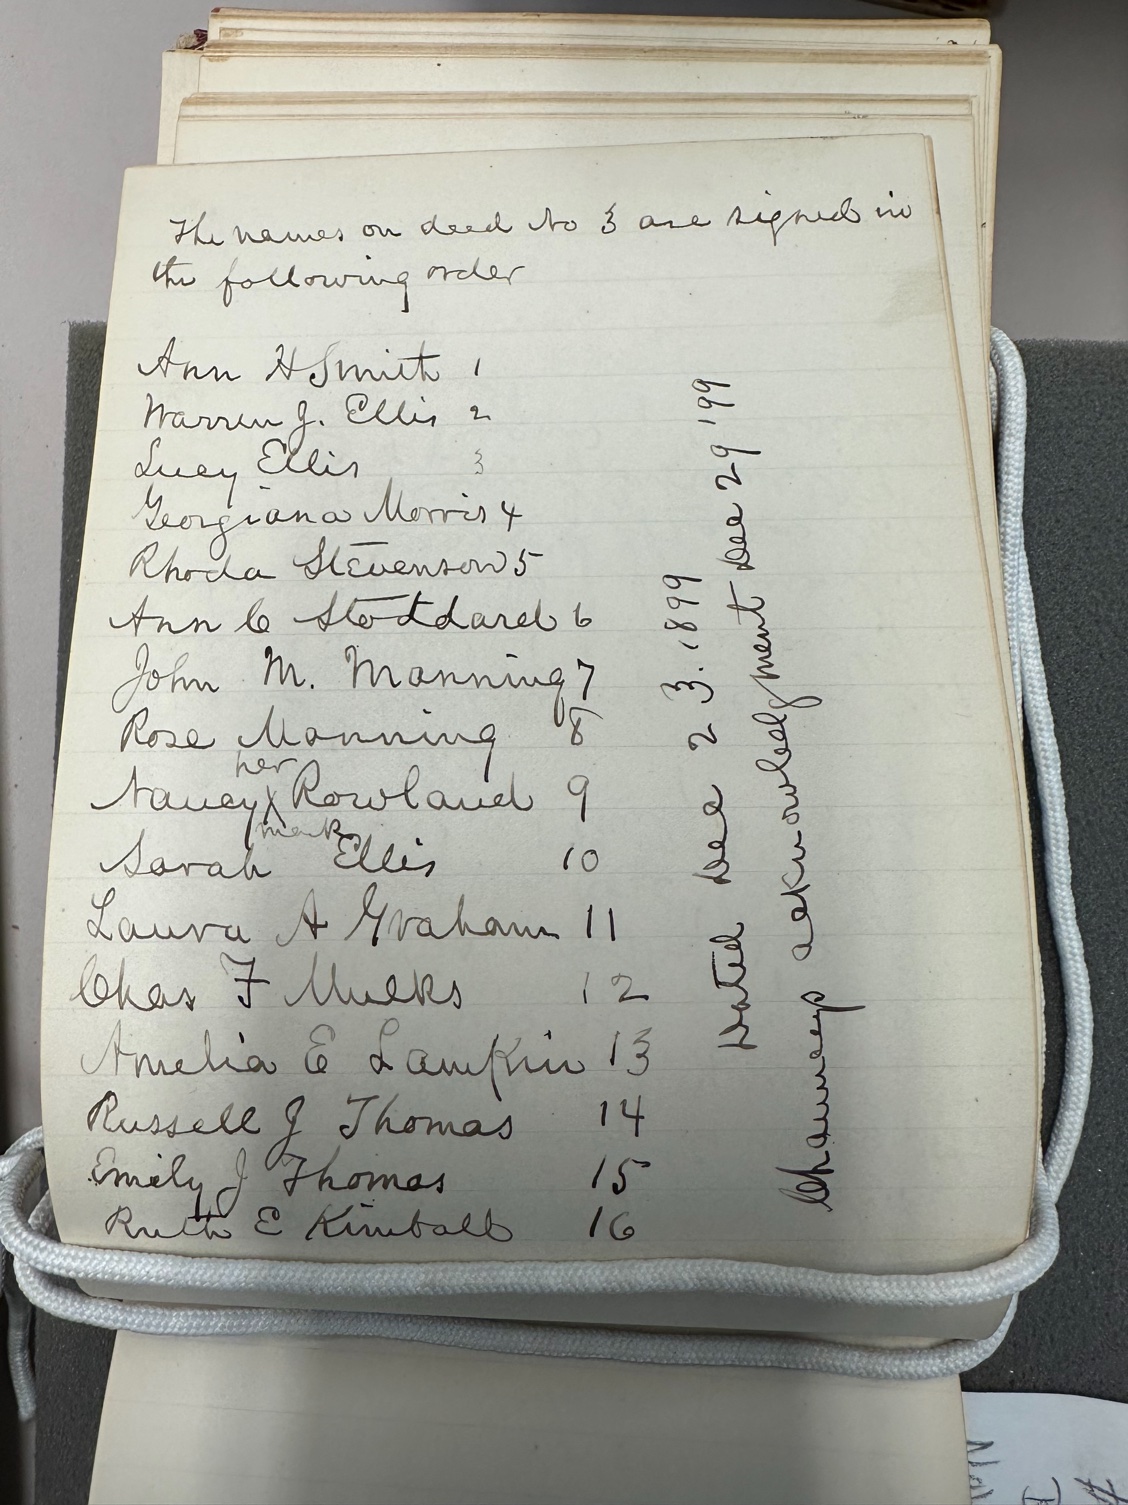 The names on deed No 3 are signed in
the following order
Ann H Smith 1
Warren J. Ellis 2
Lucy Ellis 3
Georgiana Morris 4
Rhoda Stevenson 5
Ann C Stoddard 6
John M. Manning 7
Rose Manning 8
her
Nancy X Rowland 9
mark
Sarah Ellis 10
Laura A Graham 11
Chas F Mulks 12
Amelia E Lampkin 13
Russell J Thomas 14
Emily J Thomas 15
Ruth E Kimball 16
Dated Dec 23. 1899
Chauncey acknowledgment Dec 29 199